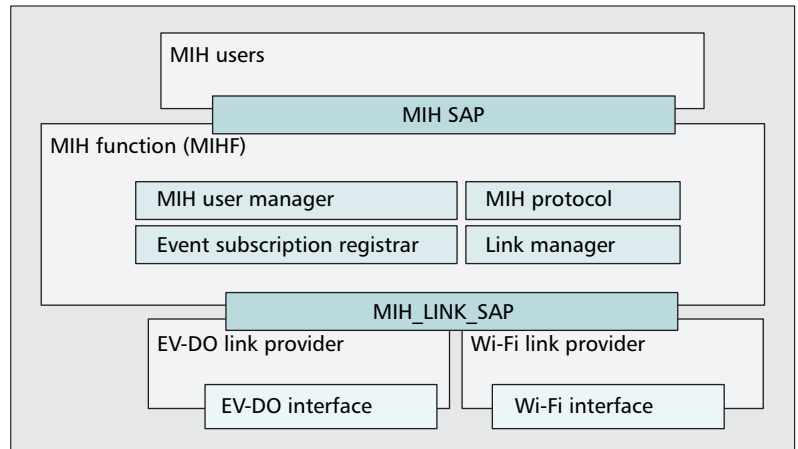 MIH users
MIH SAP
MIH function (MIHF)
MIH user manager
MIH protocol
Event subscription registrar
Link manager
MIH_LINK_SAP
EV-DO link provider
Wi-Fi link provider
EV-DO interface
Wi-Fi interface